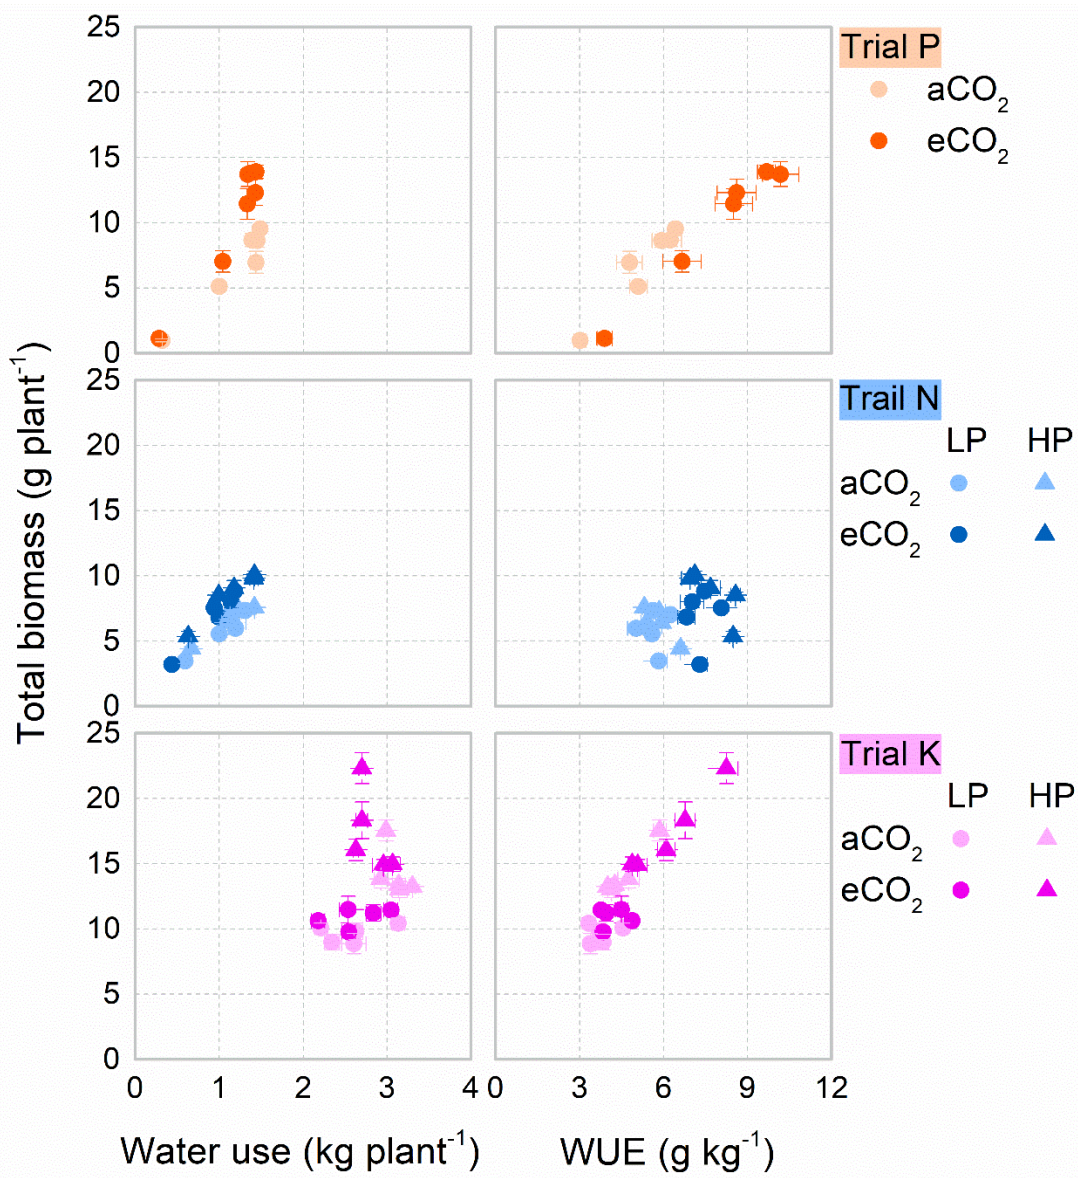 Total biomass (g plant⁻¹)
25
20
15
10
5
0
Trial P
aCO₂
eCO₂
25
20
15
10
5
0
Trail N
LP HP
aCO₂
eCO₂
25
20
15
10
5
0
Trial K
LP HP
aCO₂
eCO₂
0 1 2 3 4 0 3 6 9 12
Water use (kg plant⁻¹) WUE (g kg⁻¹)